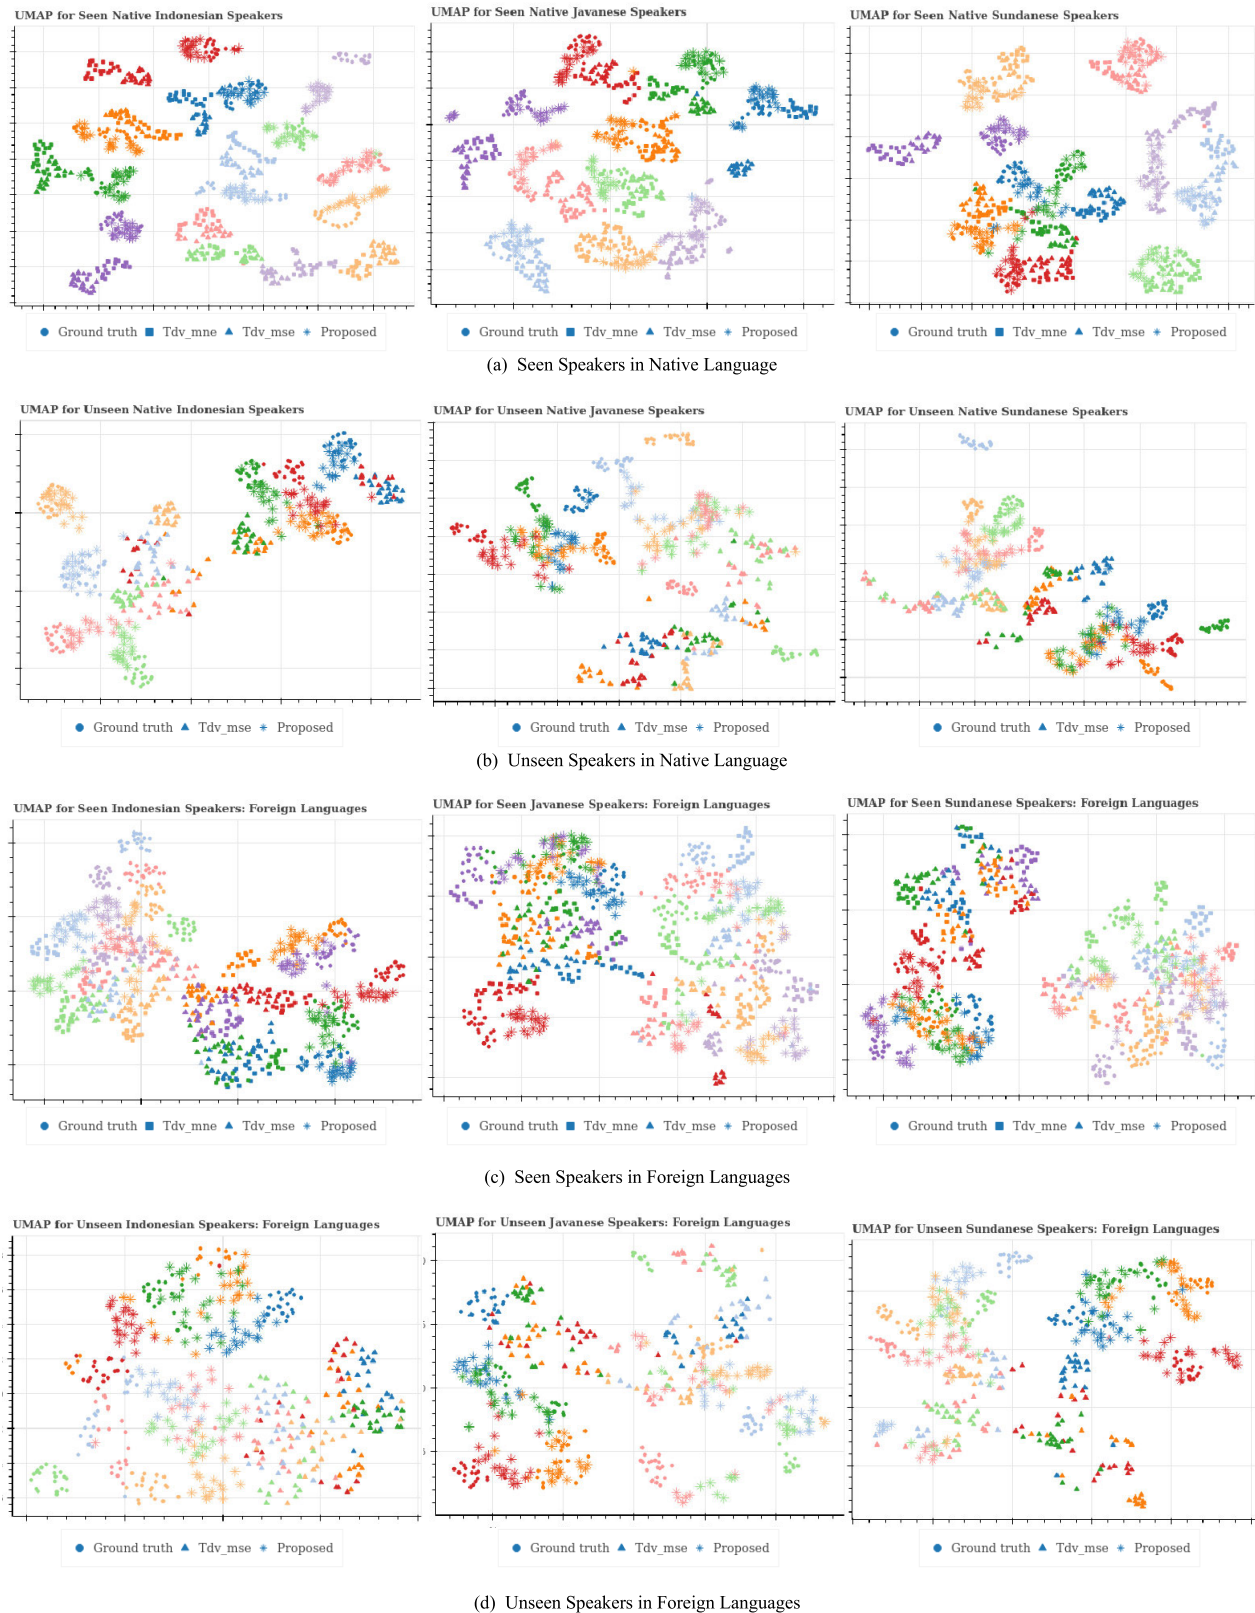 UMAP for Seen Native Indonesian Speakers
UMAP for Seen Native Javanese Speakers
UMAP for Seen Native Sundanese Speakers
Ground truth Tdv_mne Tdv_mse Proposed
Ground truth Tdv_mne Tdv_mse Proposed
Ground truth Tdv_mne Tdv_mse Proposed
(a) Seen Speakers in Native Language
UMAP for Unseen Native Indonesian Speakers
UMAP for Unseen Native Javanese Speakers
UMAP for Unseen Native Sundanese Speakers
Ground truth Tdv_mse Proposed
Ground truth Tdv_mse Proposed
Ground truth Tdv_mse Proposed
(b) Unseen Speakers in Native Language
UMAP for Seen Indonesian Speakers: Foreign Languages
UMAP for Seen Javanese Speakers: Foreign Languages
UMAP for Seen Sundanese Speakers: Foreign Languages
Ground truth Tdv_mne Tdv_mse Proposed
Ground truth Tdv_mne Tdv_mse Proposed
Ground truth Tdv_mne Tdv_mse Proposed
(c) Seen Speakers in Foreign Languages
UMAP for Unseen Indonesian Speakers: Foreign Languages
UMAP for Unseen Javanese Speakers: Foreign Languages
UMAP for Unseen Sundanese Speakers: Foreign Languages
Ground truth Tdv_mse Proposed
Ground truth Tdv_mse Proposed
Ground truth Tdv_mse Proposed
(d) Unseen Speakers in Foreign Languages